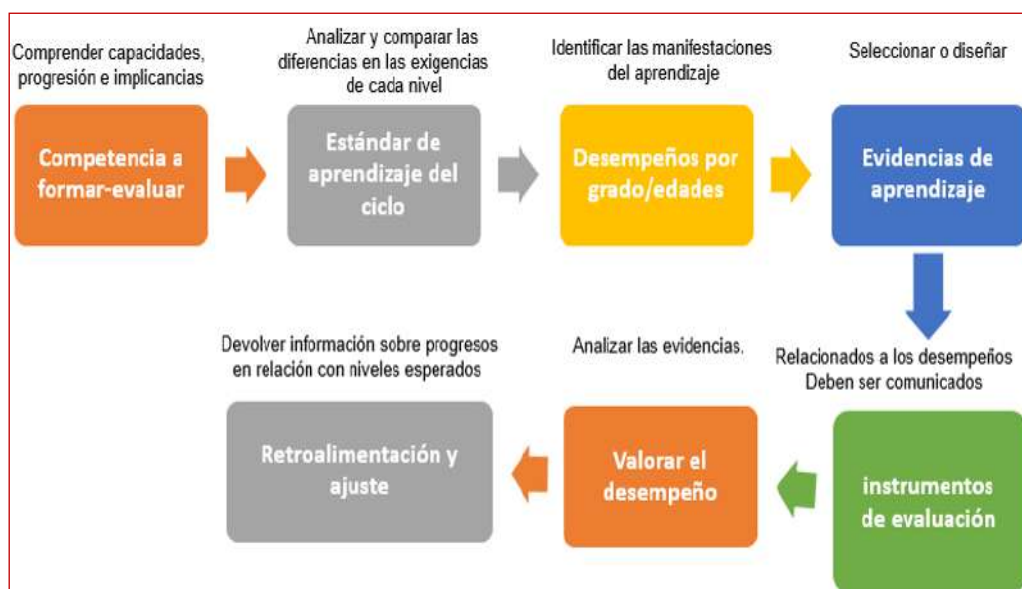 Comprender capacidades,
progresión e implicancias
Competencia a
formar-evaluar
Analizar y comparar las
diferencias en las exigencias
de cada nivel
Estándar de
aprendizaje del
ciclo
Identificar las manifestaciones
del aprendizaje
Desempeños por
grado/edades
Seleccionar o diseñar
Evidencias de
aprendizaje
Relacionados a los desempeños
Deben ser comunicados
instrumentos
de evaluación
Analizar las evidencias.
Valorar el
desempeño
Devolver información sobre progresos
en relación con niveles esperados
Retroalimentación y
ajuste